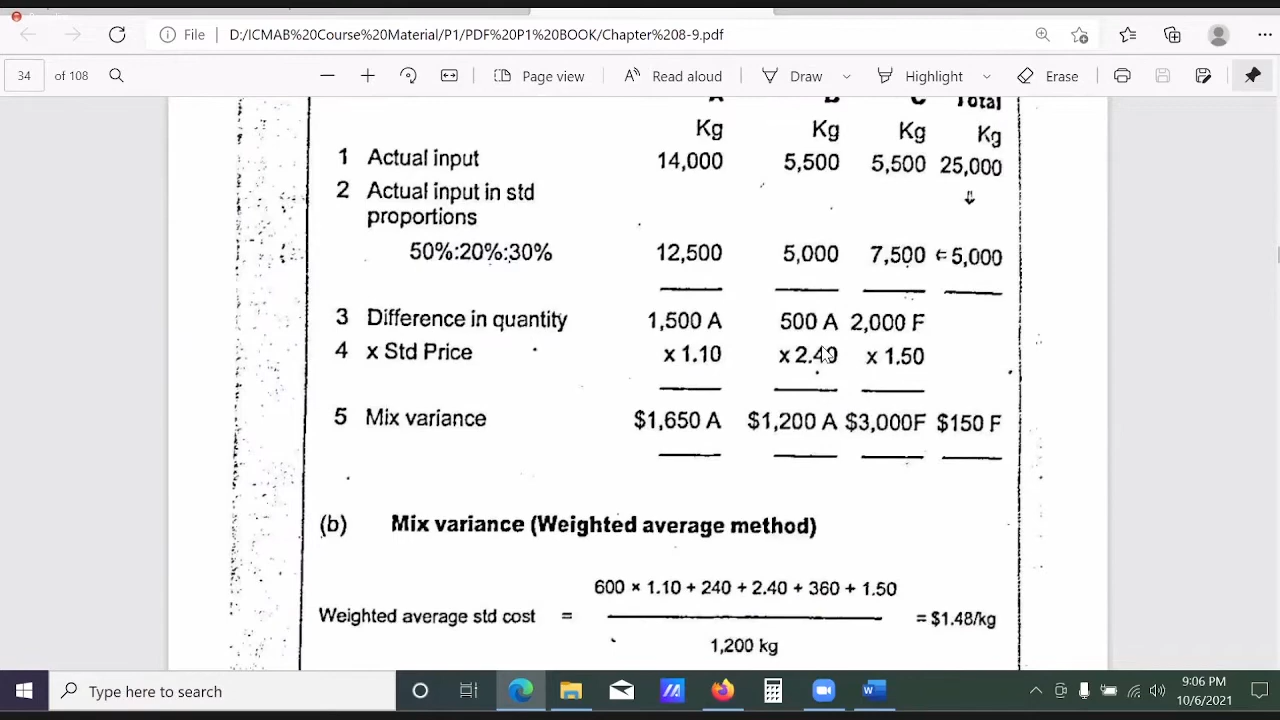 File D:/ICMAB%20Course%20Material/P1/PDF%20P1%20BOOK/Chapter%208-9.pdf
34 of 108 Page view Read aloud Draw Highlight Erase
A B C Total
Kg Kg Kg Kg
1 Actual input 14,000 5,500 5,500 25,000
2 Actual input in std
proportions
50%:20%:30% 12,500 5,000 7,500 ⇐ 5,000
3 Difference in quantity 1,500 A 500 A 2,000 F
4 x Std Price x 1.10 x 2.40 x 1.50
5 Mix variance $1,650 A $1,200 A $3,000F $150 F
(b) Mix variance (Weighted average method)
600 × 1.10 + 240 + 2.40 + 360 + 1.50
Weighted average std cost = = $1.48/kg
1,200 kg
Type here to search
9:06 PM
10/6/2021